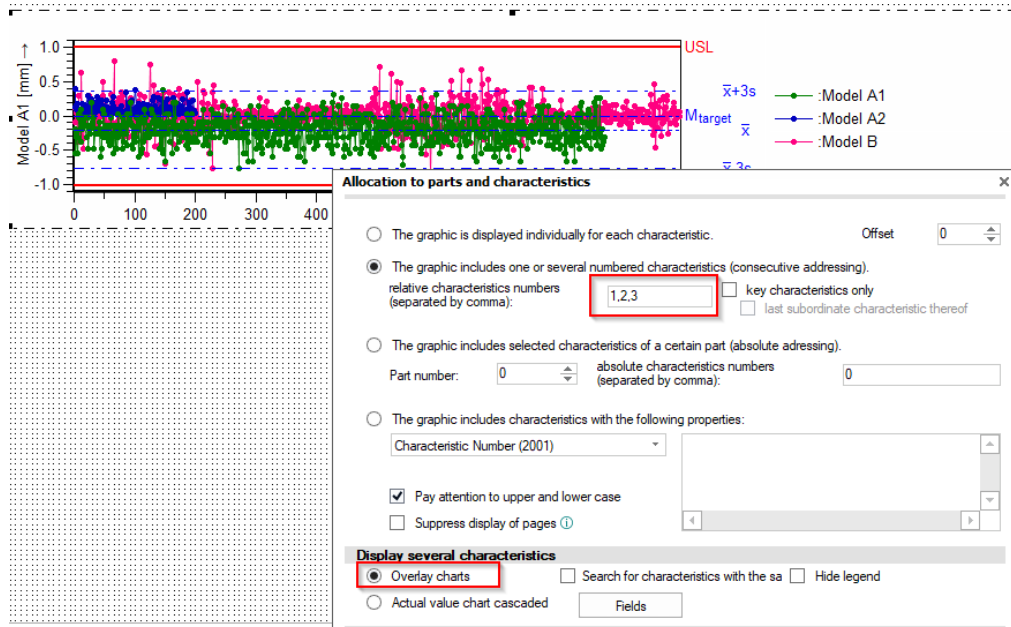 1.0
USL
0.5
x̄+3s
:Model A1
0.0
Mtarget
:Model A2
x̄
-0.5
:Model B
x̄-3s
-1.0
Model A1 [mm] →
0 100 200 300 400
Allocation to parts and characteristics
The graphic is displayed individually for each characteristic. Offset 0
The graphic includes one or several numbered characteristics (consecutive addressing).
relative characteristics numbers
(separated by comma): 1,2,3 key characteristics only
last subordinate characteristic thereof
The graphic includes selected characteristics of a certain part (absolute adressing).
Part number: 0 absolute characteristics numbers
(separated by comma): 0
The graphic includes characteristics with the following properties:
Characteristic Number (2001)
Pay attention to upper and lower case
Suppress display of pages
Display several characteristics
Overlay charts Search for characteristics with the sa Hide legend
Actual value chart cascaded Fields